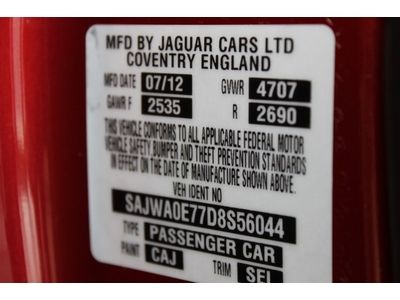 MFD BY JAGUAR CARS LTD
COVENTRY ENGLAND
MFD DATE 07/12 GVWR 4707
GAWR F 2535 R 2690
THIS VEHICLE CONFORMS TO ALL APPLICABLE FEDERAL MOTOR
VEHICLE SAFETY, BUMPER AND THEFT PREVENTION STANDARDS
IN EFFECT ON THE DATE OF MANUFACTURE SHOWN ABOVE.
VEH IDENT NO
SAJWA0E77D8S56044
TYPE PASSENGER CAR
PAINT CAJ TRIM SEL